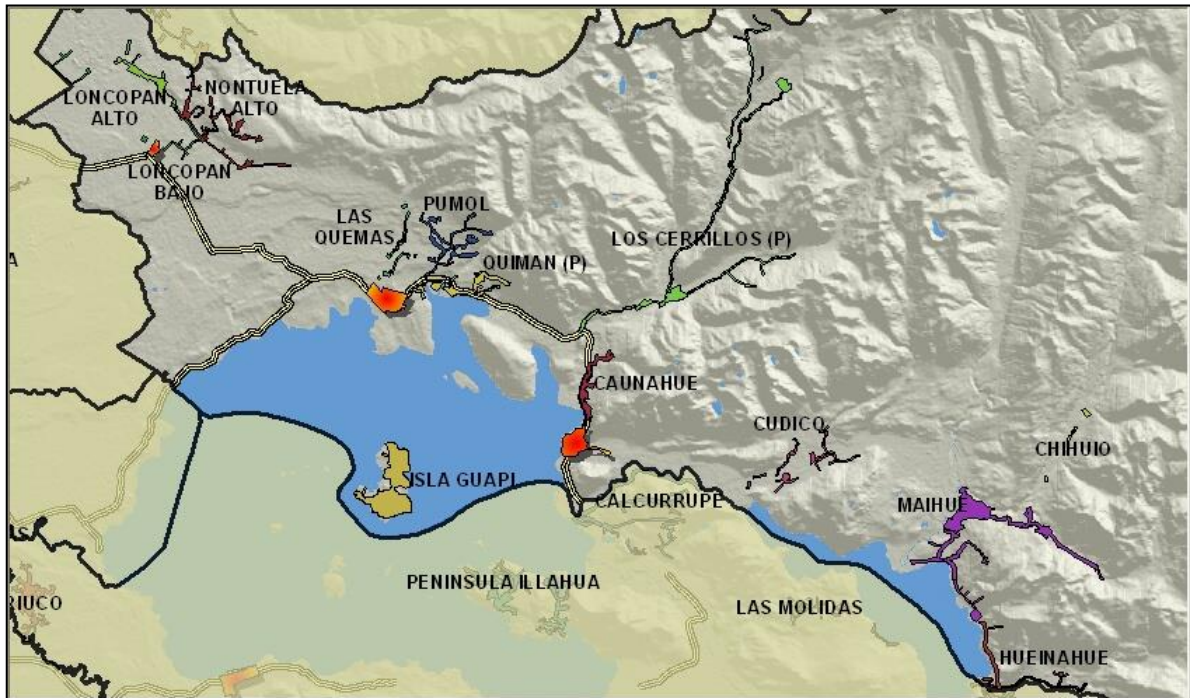 LONCOPAN
ALTO
NONTUELA
ALTO
LONCOPAN
BAJO
LAS
QUEMAS
PUMOL
QUIMAN (P)
LOS CERRILLOS (P)
CAUNAHUE
CUDICO
CHIHUIO
ISLA GUAPI
CALCURRUPE
MAIHUE
PENINSULA ILLAHUA
LAS MOLIDAS
RIUCO
HUEINAHUE